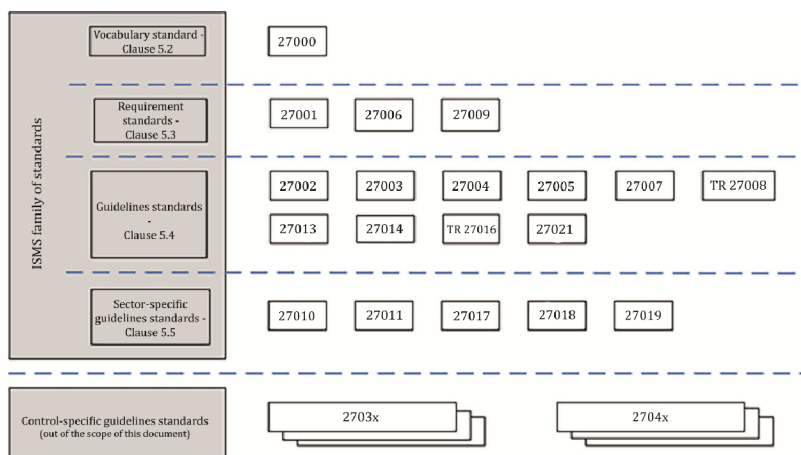 ISMS family of standards
Vocabulary standard -
Clause 5.2
27000
Requirement
standards -
Clause 5.3
27001 27006 27009
Guidelines standards
-
Clause 5.4
27002 27003 27004 27005 27007 TR 27008
27013 27014 TR 27016 27021
Sector-specific
guidelines standards -
Clause 5.5
27010 27011 27017 27018 27019
Control-specific guidelines standards
(out of the scope of this document)
2703x 2704x